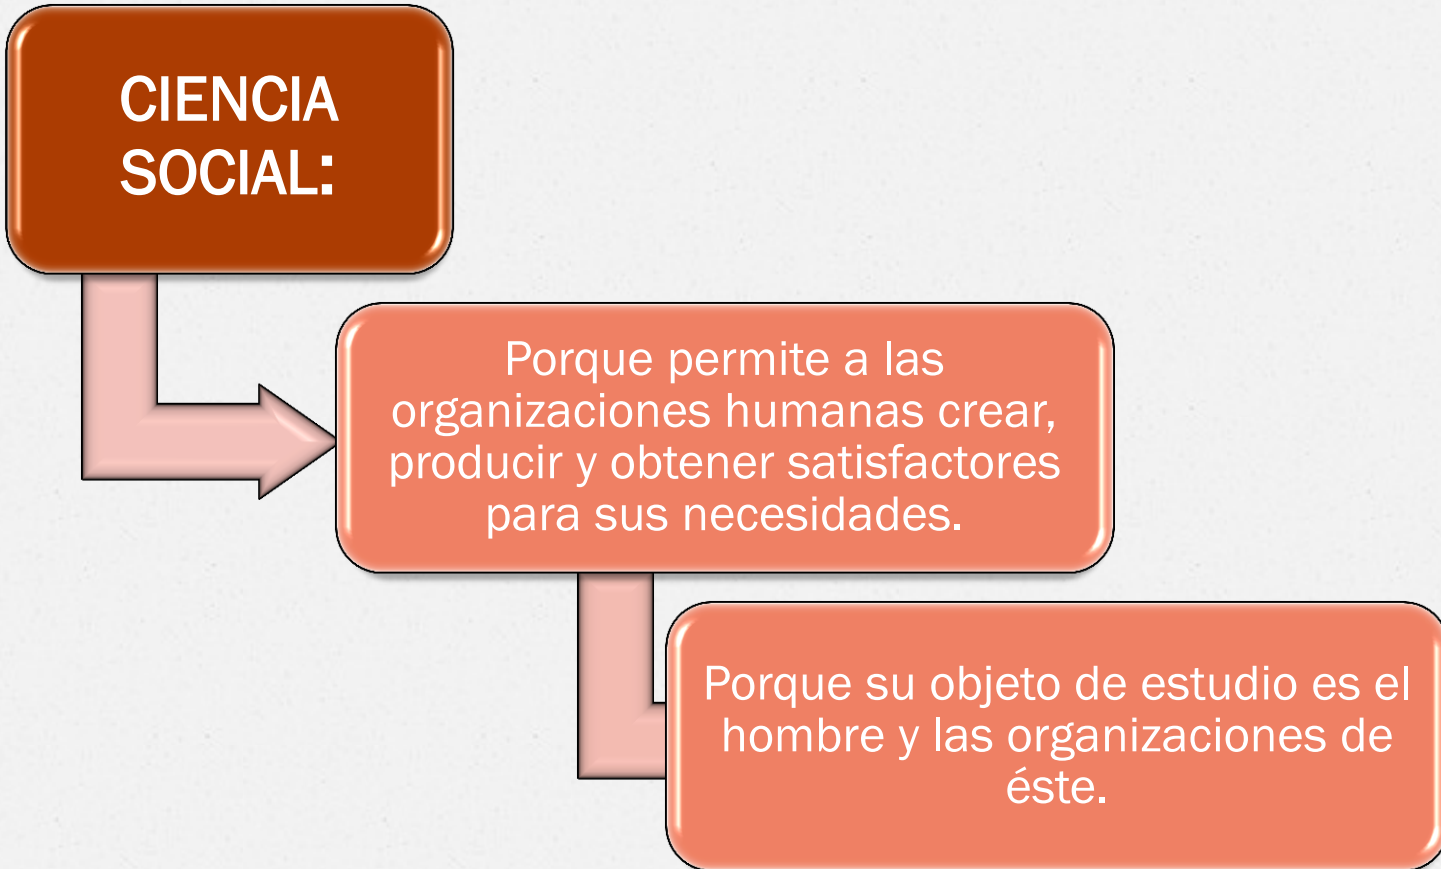 CIENCIA
SOCIAL:
Porque permite a las
organizaciones humanas crear,
producir y obtener satisfactores
para sus necesidades.
Porque su objeto de estudio es el
hombre y las organizaciones de
éste.